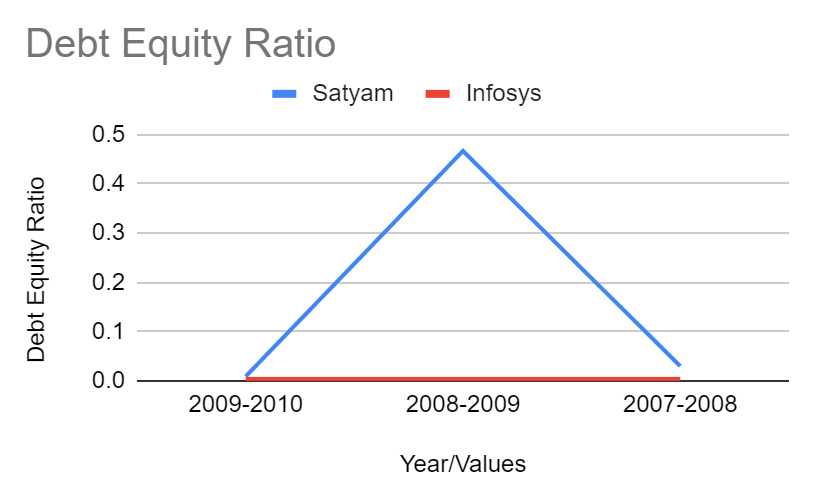 Debt Equity Ratio
Satyam Infosys
0.5
0.4
0.3
0.2
0.1
0.0
Debt Equity Ratio
2009-2010 2008-2009 2007-2008
Year/Values